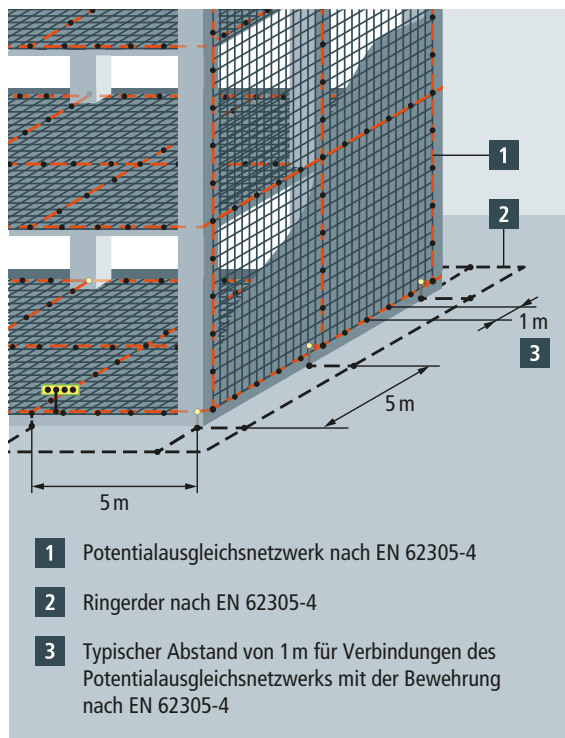 1
2
1 m
3
5 m
5 m
1 Potentialausgleichsnetzwerk nach EN 62305-4
2 Ringerder nach EN 62305-4
3 Typischer Abstand von 1 m für Verbindungen des
Potentialausgleichsnetzwerks mit der Bewehrung
nach EN 62305-4